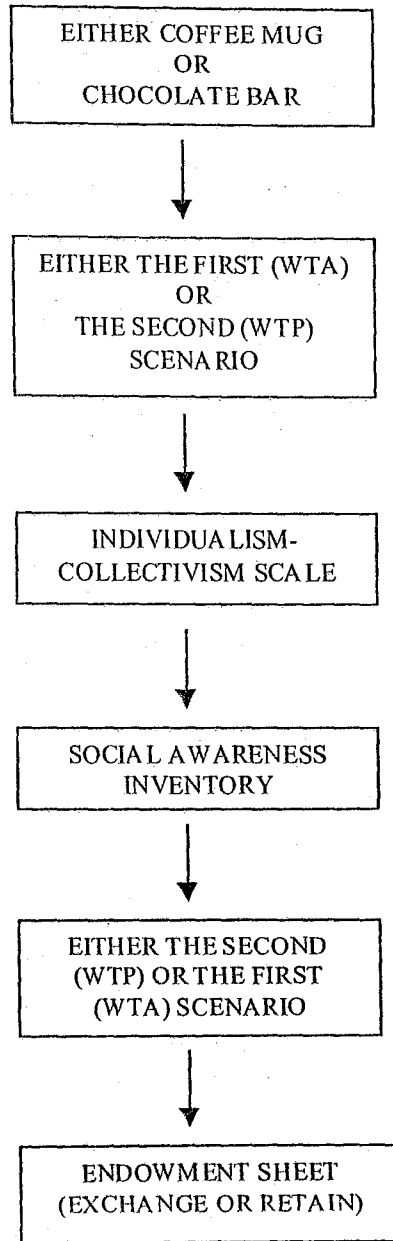 EITHER COFFEE MUG
OR
CHOCOLATE BAR
EITHER THE FIRST (WTA)
OR
THE SECOND (WTP)
SCENARIO
INDIVIDUALISM-
COLLECTIVISM SCALE
SOCIAL AWARENESS
INVENTORY
EITHER THE SECOND
(WTP) OR THE FIRST
(WTA) SCENARIO
ENDOWMENT SHEET
(EXCHANGE OR RETAIN)